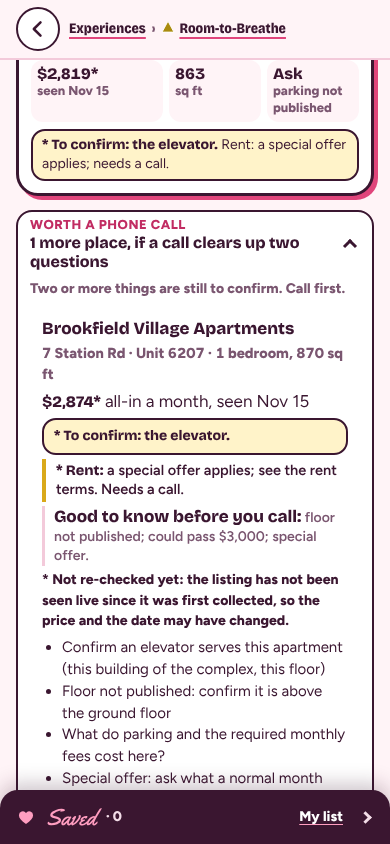 Experiences › Room-to-Breathe
$2,819*
seen Nov 15
863
sq ft
Ask
parking not
published
* To confirm: the elevator. Rent: a special offer
applies; needs a call.
WORTH A PHONE CALL
1 more place, if a call clears up two
questions
Two or more things are still to confirm. Call first.
Brookfield Village Apartments
7 Station Rd · Unit 6207 · 1 bedroom, 870 sq
ft
$2,874* all-in a month, seen Nov 15
* To confirm: the elevator.
* Rent: a special offer applies; see the rent
terms. Needs a call.
Good to know before you call: floor
not published; could pass $3,000; special
offer.
* Not re-checked yet: the listing has not been
seen live since it was first collected, so the
price and the date may have changed.
• Confirm an elevator serves this apartment
(this building of the complex, this floor)
• Floor not published: confirm it is above
the ground floor
• What do parking and the required monthly
fees cost here?
• Special offer: ask what a normal month
Saved · 0
My list